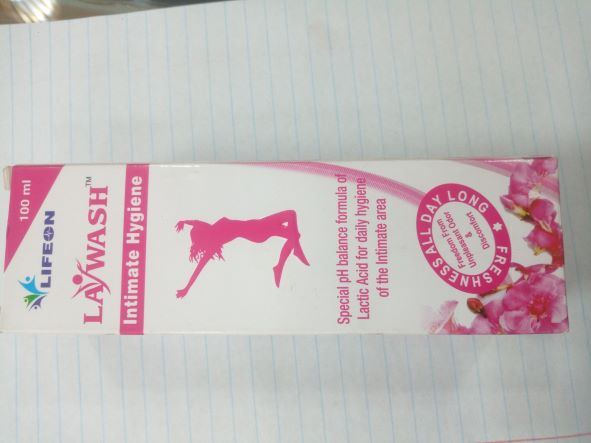 100 ml
LIFEON
LAYWASH™
Intimate Hygiene
Special pH balance formula of
Lactic Acid for daily hygiene
of the Intimate area
FRESHNESS ALL DAY LONG
Freedom From
Unpleasant Odor
&
Discomfort